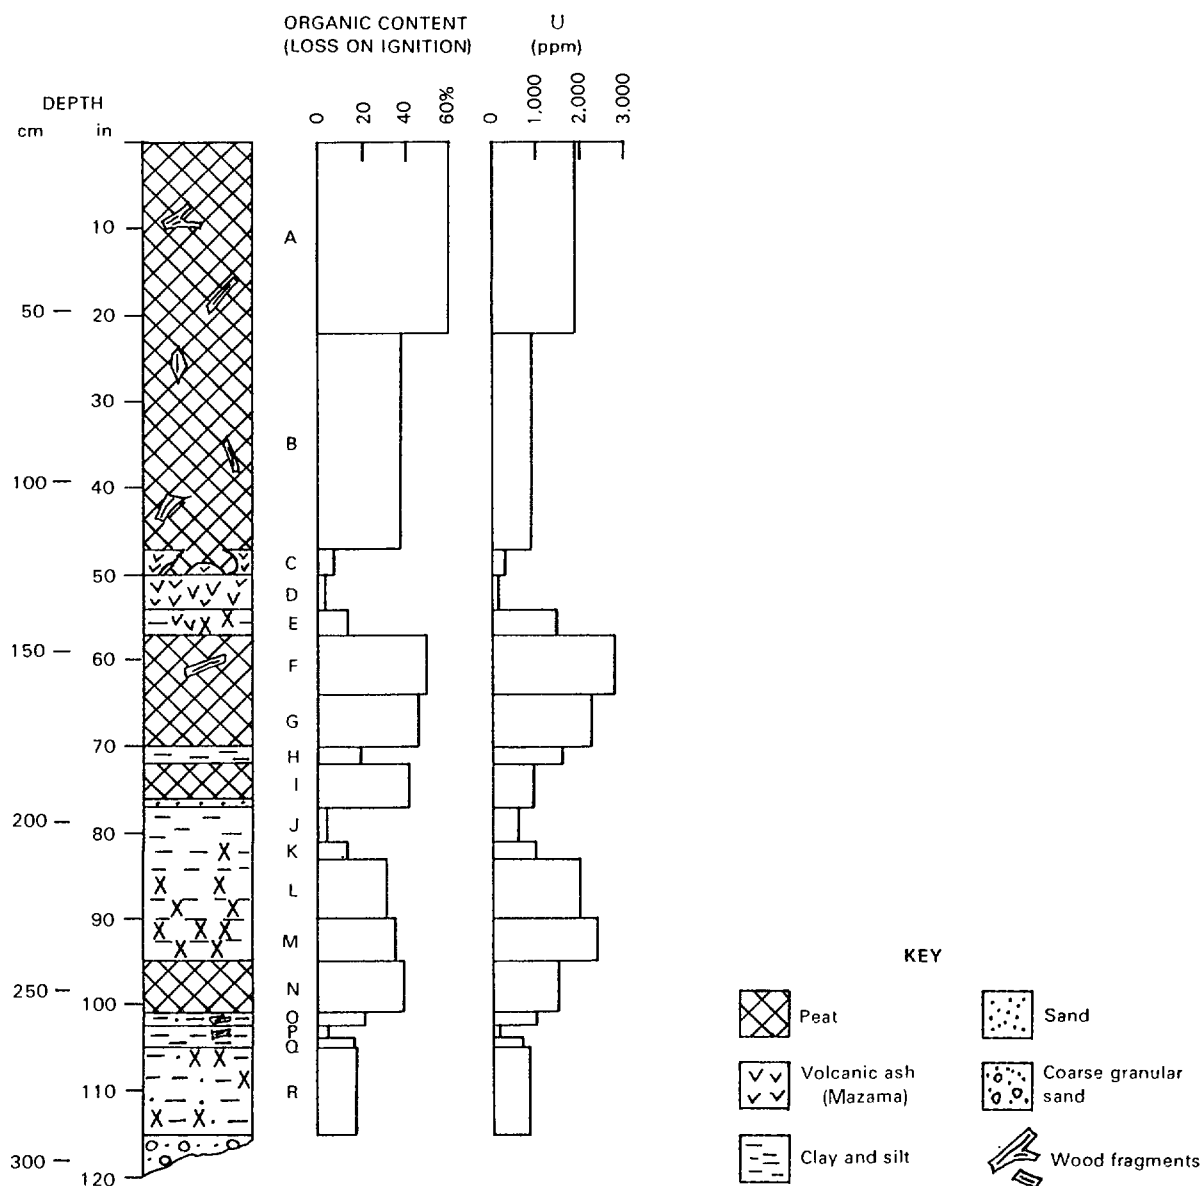 ORGANIC CONTENT
(LOSS ON IGNITION)
U
(ppm)
0 20 40 60%
0 1,000 2,000 3.000
DEPTH
cm in
10
A
50 20
30
B
100 40
C
50
D
E
150 60
F
G
70
H
I
200 80
J
K
L
90
M
N
250 100
O
P
Q
110
R
300 120
KEY
Peat
Sand
Volcanic ash
(Mazama)
Coarse granular
sand
Clay and silt
Wood fragments